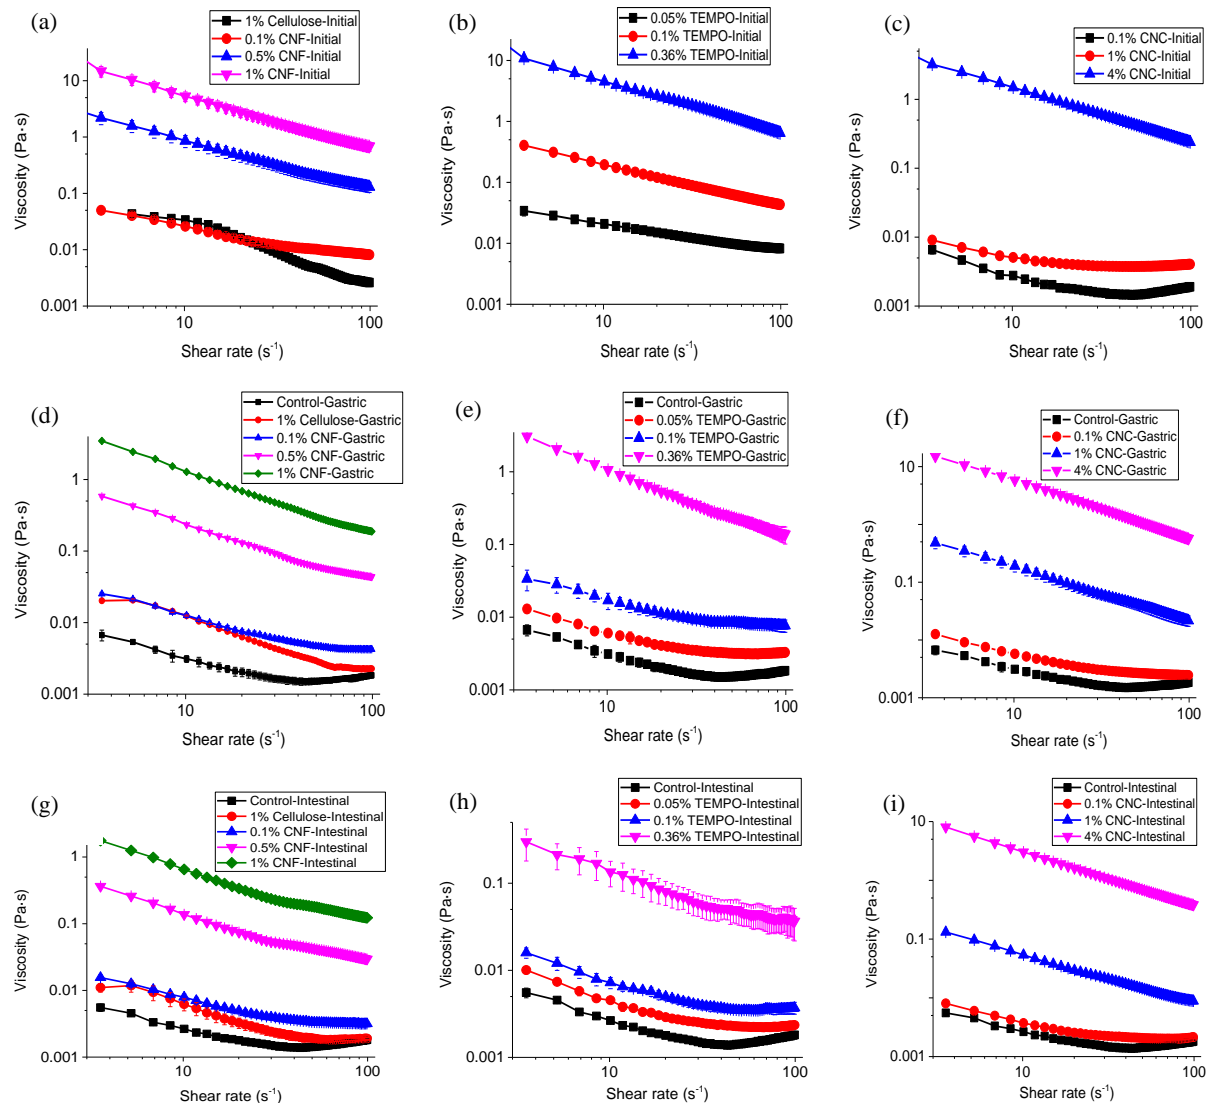 (a)
1% Cellulose-Initial
0.1% CNF-Initial
0.5% CNF-Initial
1% CNF-Initial
10
1
0.1
0.01
0.001
10
100
Viscosity (Pa·s)
Shear rate (s⁻¹)
(b)
0.05% TEMPO-Initial
0.1% TEMPO-Initial
0.36% TEMPO-Initial
10
1
0.1
0.01
0.001
10
100
Viscosity (Pa·s)
Shear rate (s⁻¹)
(c)
0.1% CNC-Initial
1% CNC-Initial
4% CNC-Initial
1
0.1
0.01
0.001
10
100
Viscosity (Pa·s)
Shear rate (s⁻¹)
(d)
Control-Gastric
1% Cellulose-Gastric
0.1% CNF-Gastric
0.5% CNF-Gastric
1% CNF-Gastric
1
0.1
0.01
0.001
10
100
Viscosity (Pa·s)
Shear rate (s⁻¹)
(e)
Control-Gastric
0.05% TEMPO-Gastric
0.1% TEMPO-Gastric
0.36% TEMPO-Gastric
1
0.1
0.01
0.001
10
100
Viscosity (Pa·s)
Shear rate (s⁻¹)
(f)
Control-Gastric
0.1% CNC-Gastric
1% CNC-Gastric
4% CNC-Gastric
10
0.1
0.001
10
100
Viscosity (Pa·s)
Shear rate (s⁻¹)
(g)
Control-Intestinal
1% Cellulose-Intestinal
0.1% CNF-Intestinal
0.5% CNF-Intestinal
1% CNF-Intestinal
1
0.1
0.01
0.001
10
100
Viscosity (Pa·s)
Shear rate (s⁻¹)
(h)
Control-Intestinal
0.05% TEMPO-Intestinal
0.1% TEMPO-Intestinal
0.36% TEMPO-Intestinal
0.1
0.01
0.001
10
100
Viscosity (Pa·s)
Shear rate (s⁻¹)
(i)
Control-Intestinal
0.1% CNC-Intestinal
1% CNC-Intestinal
4% CNC-Intestinal
10
0.1
0.001
10
100
Viscosity (Pa·s)
Shear rate (s⁻¹)